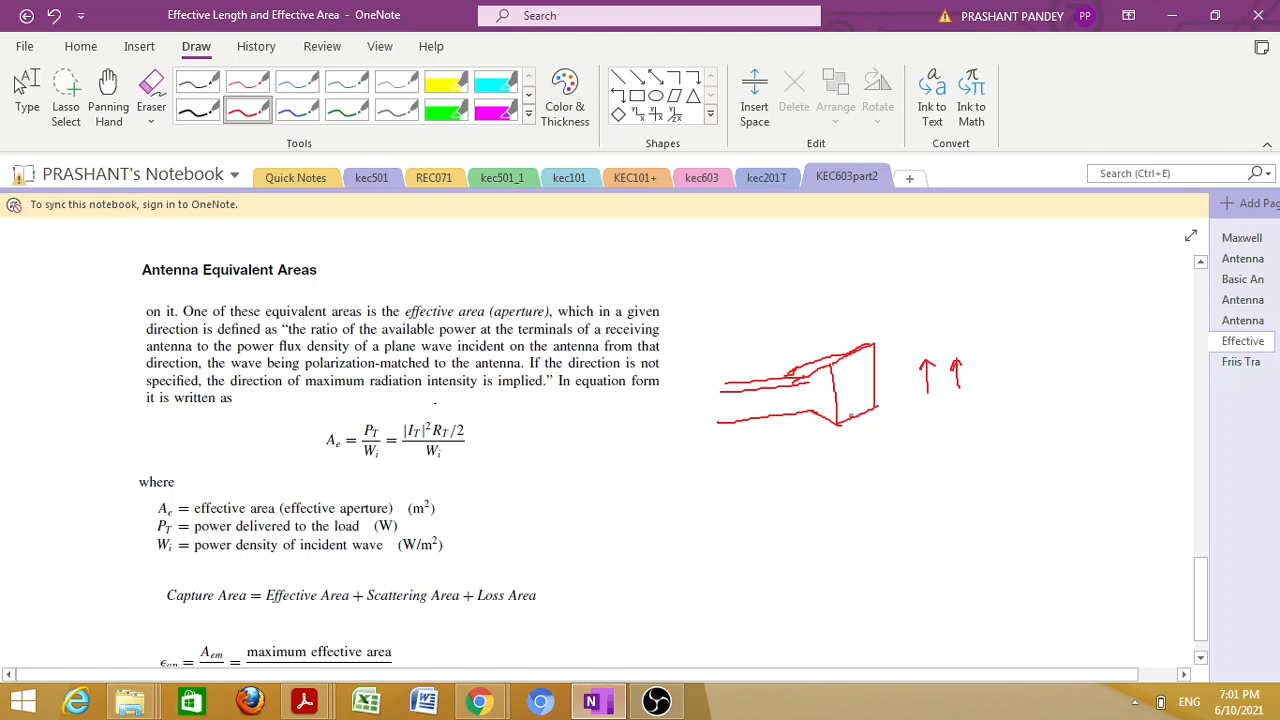 Effective Length and Effective Area - OneNote
Search
PRASHANT PANDEY
PP
File Home Insert Draw History Review View Help
Type
Lasso Select
Panning Hand
Eraser
Color & Thickness
Insert Space
Delete
Arrange
Rotate
Ink to Text
Ink to Math
Tools
Shapes
Edit
Convert
PRASHANT's Notebook
Quick Notes kec501 REC071 kec501_1 kec101 KEC101+ kec603 kec201T KEC603part2
Search (Ctrl+E)
To sync this notebook, sign in to OneNote.
Add Pag
Maxwell
Antenna
Basic An
Antenna
Antenna
Effective
Friis Tra
Antenna Equivalent Areas
on it. One of these equivalent areas is the effective area (aperture), which in a given
direction is defined as “the ratio of the available power at the terminals of a receiving
antenna to the power flux density of a plane wave incident on the antenna from that
direction, the wave being polarization-matched to the antenna. If the direction is not
specified, the direction of maximum radiation intensity is implied.” In equation form
it is written as
A_e = P_T / W_i = |I_T|^2 R_T/2 / W_i
where
A_e = effective area (effective aperture) (m²)
P_T = power delivered to the load (W)
W_i = power density of incident wave (W/m²)
Capture Area = Effective Area + Scattering Area + Loss Area
ϵ_ap = A_em = maximum effective area
ENG
7:01 PM
6/10/2021